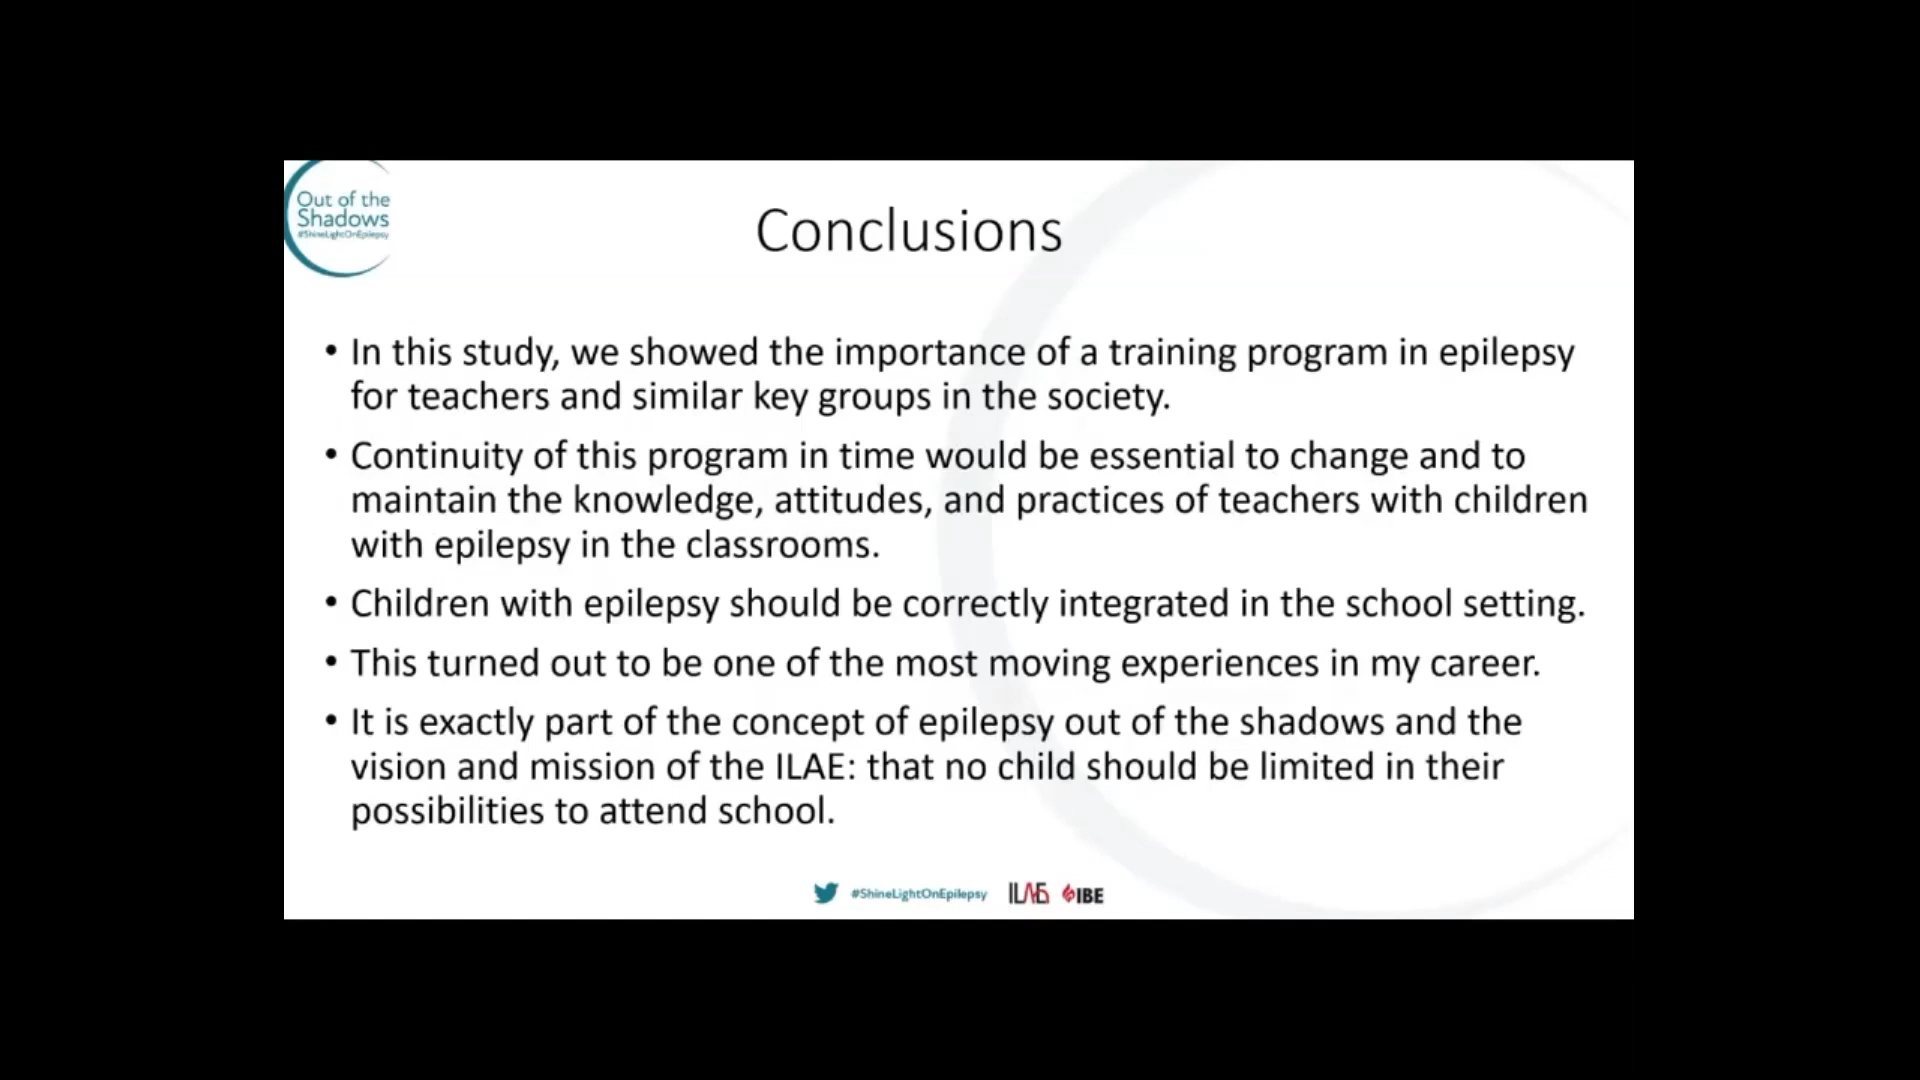 Out of the
Shadows
#ShineLightOnEpilepsy
Conclusions
• In this study, we showed the importance of a training program in epilepsy
for teachers and similar key groups in the society.
• Continuity of this program in time would be essential to change and to
maintain the knowledge, attitudes, and practices of teachers with children
with epilepsy in the classrooms.
• Children with epilepsy should be correctly integrated in the school setting.
• This turned out to be one of the most moving experiences in my career.
• It is exactly part of the concept of epilepsy out of the shadows and the
vision and mission of the ILAE: that no child should be limited in their
possibilities to attend school.
#ShineLightOnEpilepsy ILAE IBE